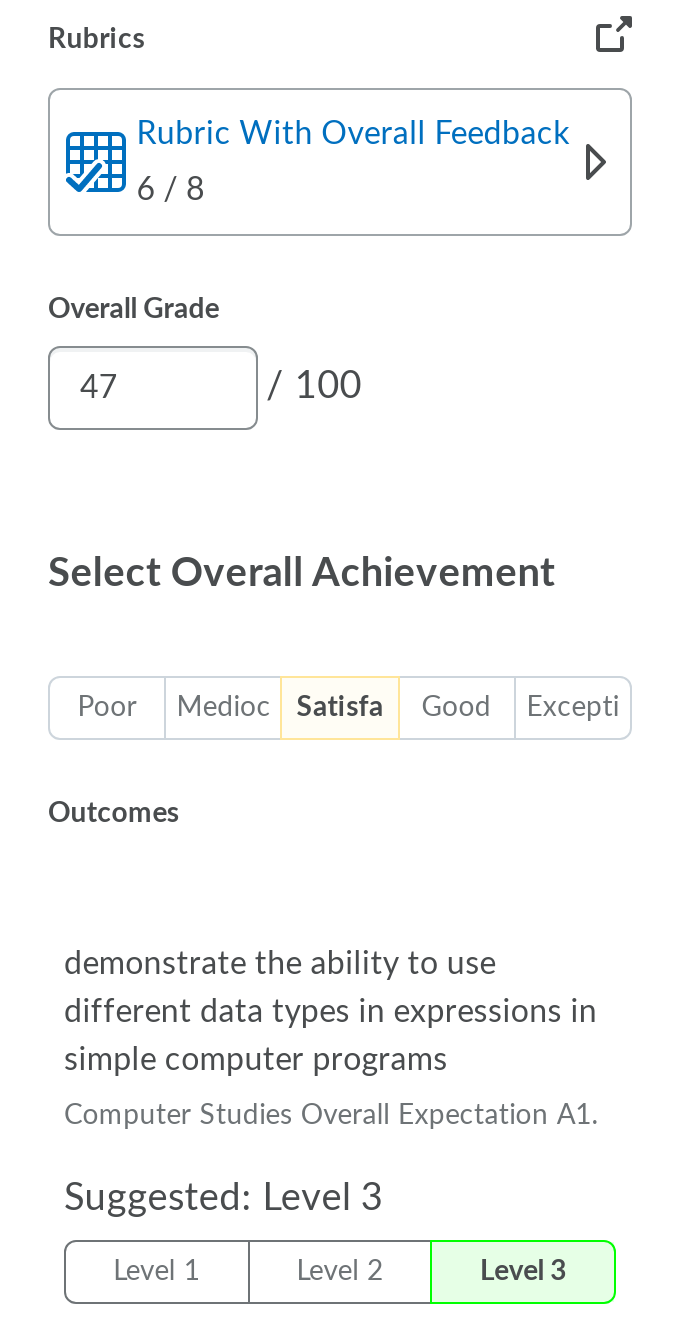 Rubrics
Rubric With Overall Feedback
6 / 8
Overall Grade
47 / 100
Select Overall Achievement
Poor Medioc Satisfa Good Excepti
Outcomes
demonstrate the ability to use
different data types in expressions in
simple computer programs
Computer Studies Overall Expectation A1.
Suggested: Level 3
Level 1 Level 2 Level 3